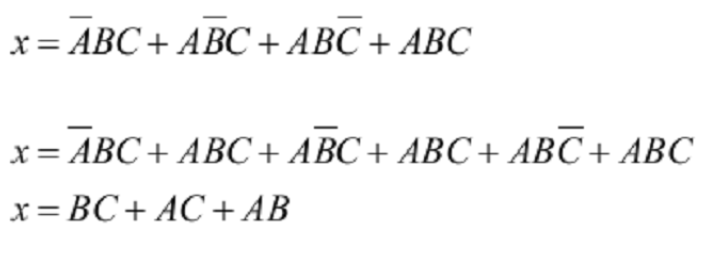 x = A̅BC + AB̅C + ABC̅ + ABC
x = A̅BC + ABC + AB̅C + ABC + ABC̅ + ABC
x = BC + AC + AB